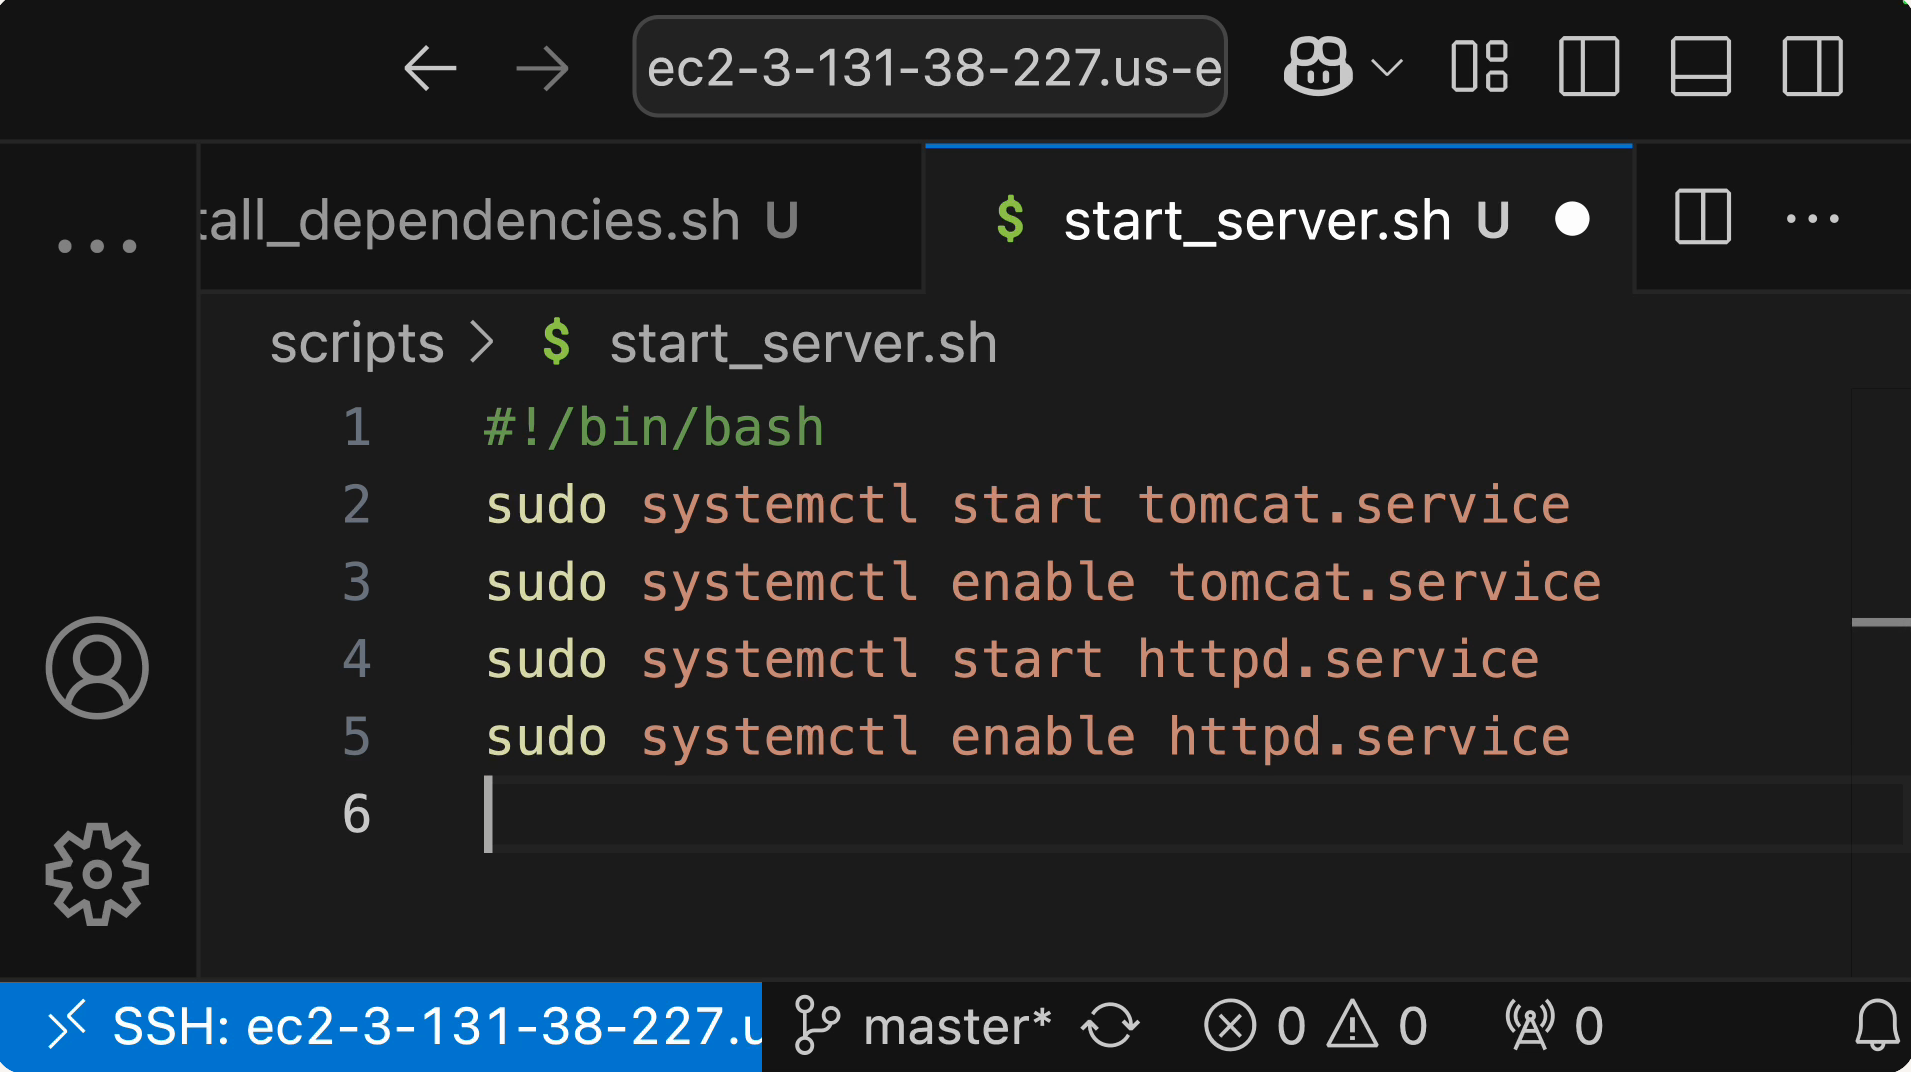 ec2-3-131-38-227.us-e
tall_dependencies.sh U
$ start_server.sh U
scripts > $ start_server.sh
1 #!/bin/bash
2 sudo systemctl start tomcat.service
3 sudo systemctl enable tomcat.service
4 sudo systemctl start httpd.service
5 sudo systemctl enable httpd.service
6
SSH: ec2-3-131-38-227.u master* 0 0 0